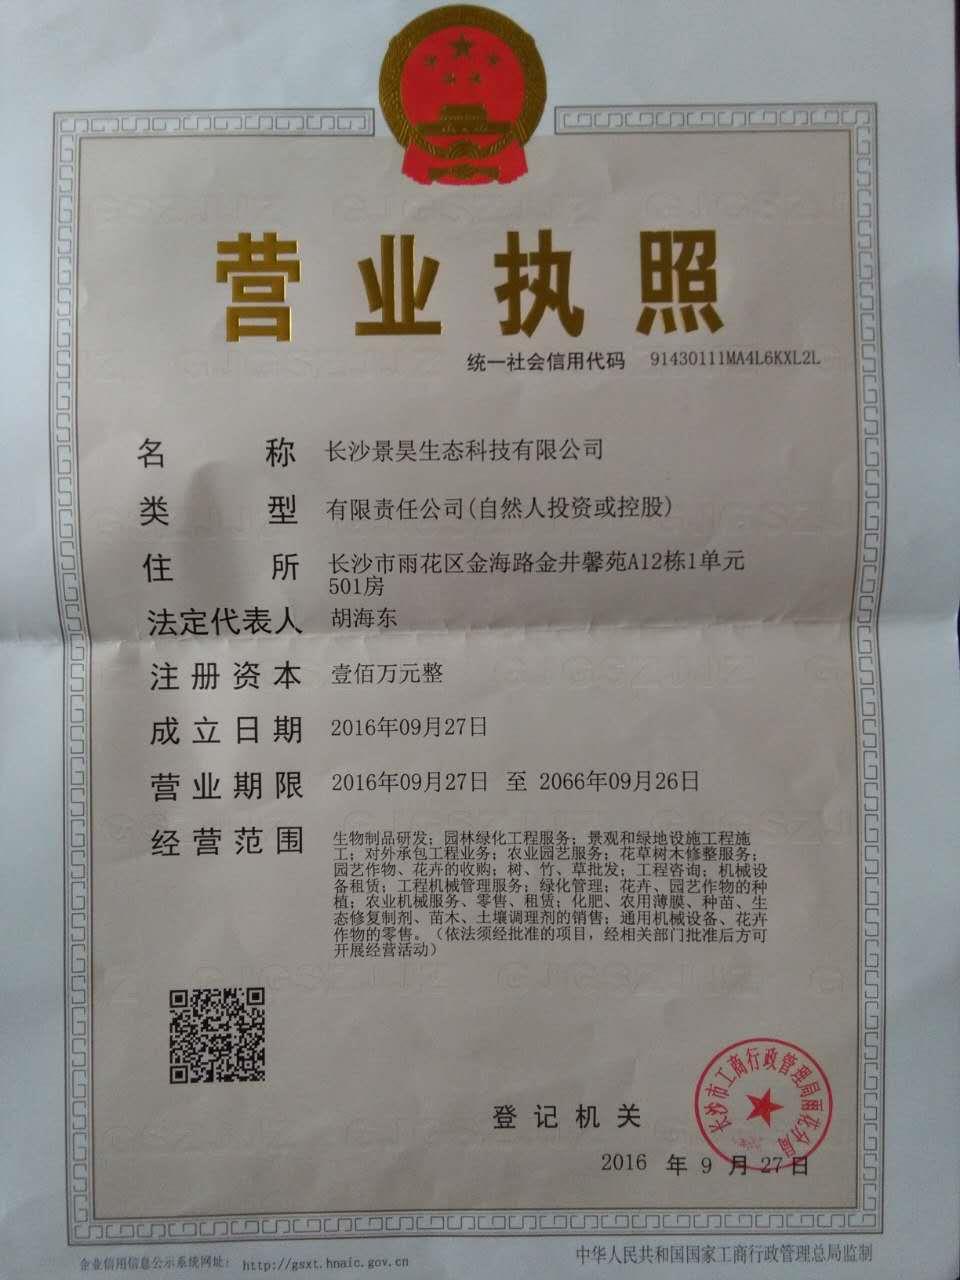 营业执照
统一社会信用代码 91430111MA4L6KXL2L
名称 长沙景昊生态科技有限公司
类型 有限责任公司(自然人投资或控股)
住所 长沙市雨花区金海路金井馨苑A12栋1单元
501房
法定代表人 胡海东
注册资本 壹佰万元整
成立日期 2016年09月27日
营业期限 2016年09月27日 至 2066年09月26日
经营范围 生物制品研发；园林绿化工程服务；景观和绿地设施工程施
工；对外承包工程业务；农业园艺服务；花草树木修整服务；
园艺作物、花卉的收购；树、竹、草批发；工程咨询；机械设
备租赁；工程机械管理服务；绿化管理；花卉、园艺作物的种
植；农业机械服务、零售、租赁；化肥、农用薄膜、种苗、生
态修复制剂、苗木、土壤调理剂的销售；通用机械设备、花卉
作物的零售。（依法须经批准的项目，经相关部门批准后方可
开展经营活动）
长沙市工商行政管理局雨花分局
登记机关
2016 年 9 月 27 日
企业信用信息公示系统网址： http://gsxt.hnaic.gov.cn
中华人民共和国国家工商行政管理总局监制